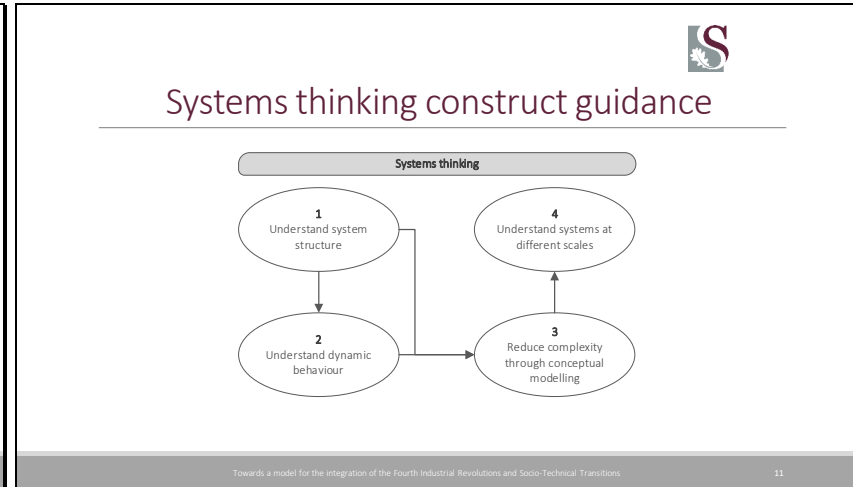 S
Systems thinking construct guidance
Systems thinking
1
Understand system
structure
2
Understand dynamic
behaviour
3
Reduce complexity
through conceptual
modelling
4
Understand systems at
different scales
Towards a model for the integration of the Fourth Industrial Revolutions and Socio-Technical Transitions
11